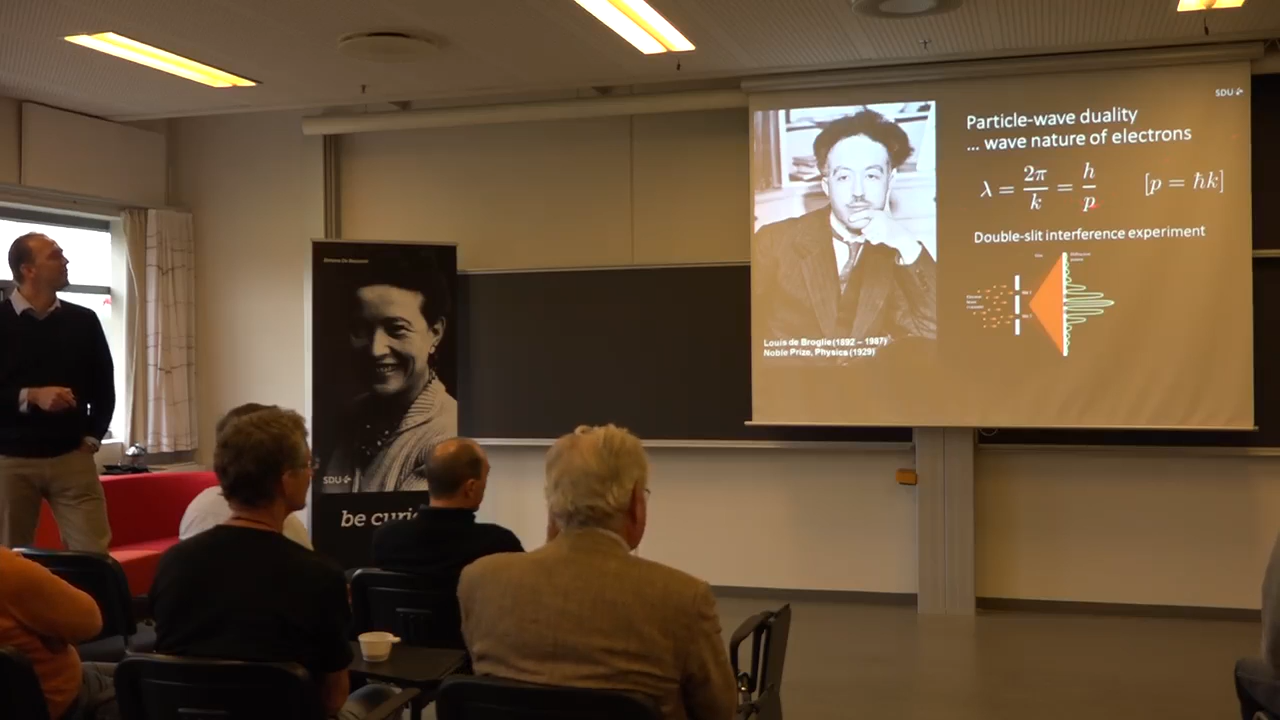 SDU
Particle-wave duality
... wave nature of electrons
λ = 2π/k = h/p [p = ħk]
Double-slit interference experiment
Louis de Broglie (1892 – 1987)
Noble Prize, Physics (1929)
SDU
be curi